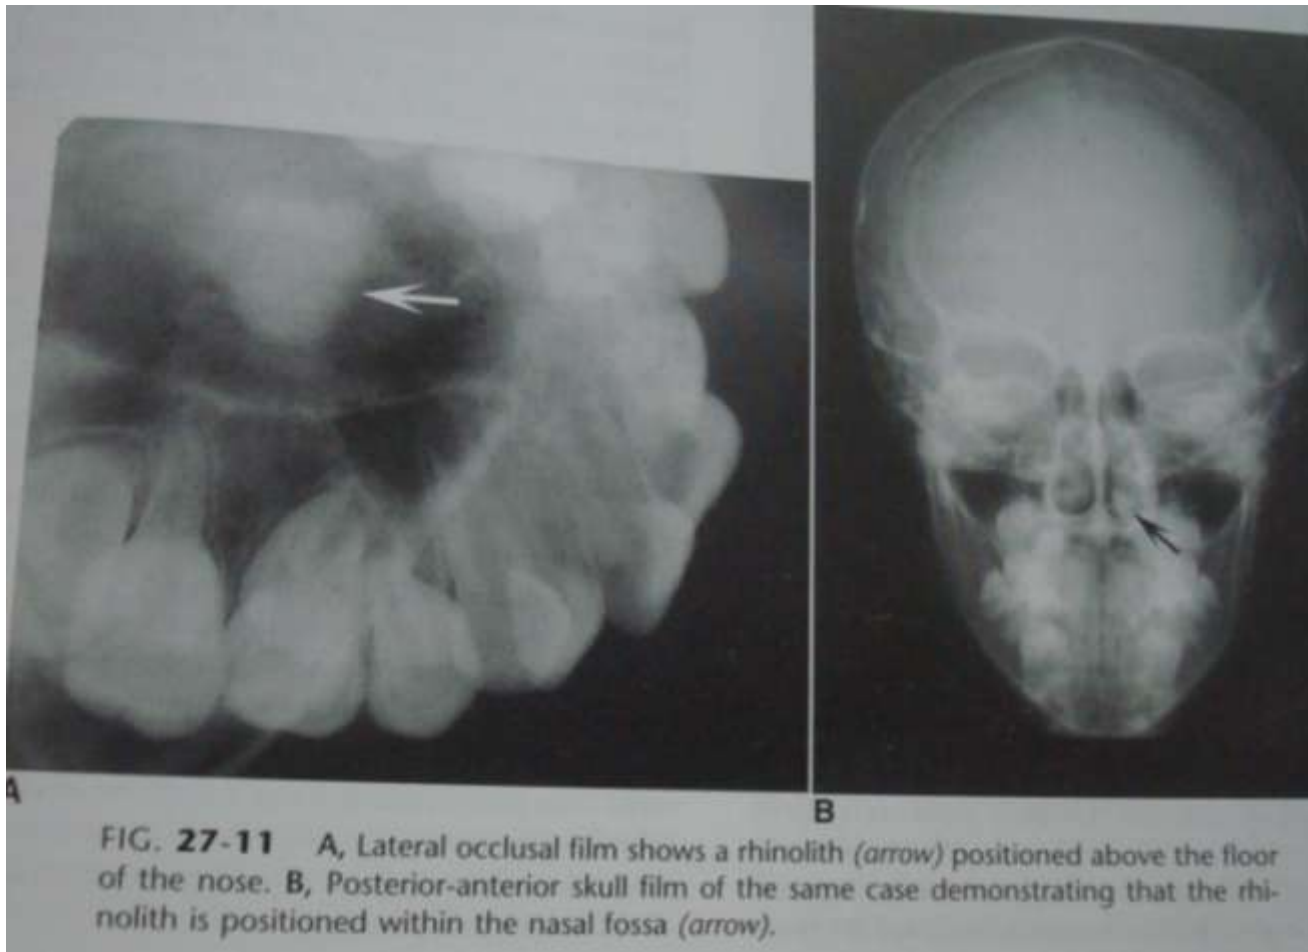 A
B
FIG. 27-11 A, Lateral occlusal film shows a rhinolith (arrow) positioned above the floor
of the nose. B, Posterior-anterior skull film of the same case demonstrating that the rhi-
nolith is positioned within the nasal fossa (arrow).